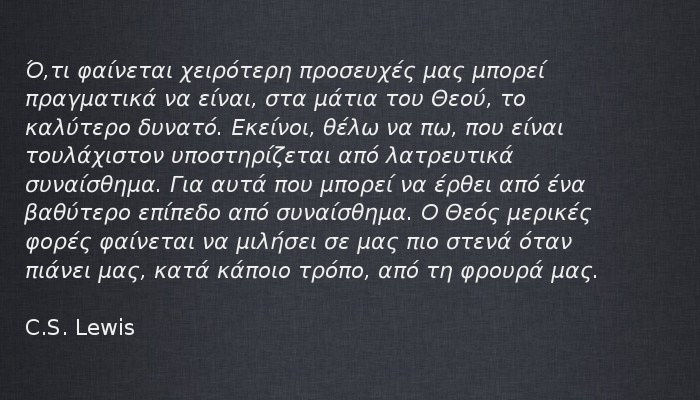 Ό,τι φαίνεται χειρότερη προσευχές μας μπορεί
πραγματικά να είναι, στα μάτια του Θεού, το
καλύτερο δυνατό. Εκείνοι, θέλω να πω, που είναι
τουλάχιστον υποστηρίζεται από λατρευτικά
συναίσθημα. Για αυτά που μπορεί να έρθει από ένα
βαθύτερο επίπεδο από συναίσθημα. Ο Θεός μερικές
φορές φαίνεται να μιλήσει σε μας πιο στενά όταν
πιάνει μας, κατά κάποιο τρόπο, από τη φρουρά μας.
C.S. Lewis